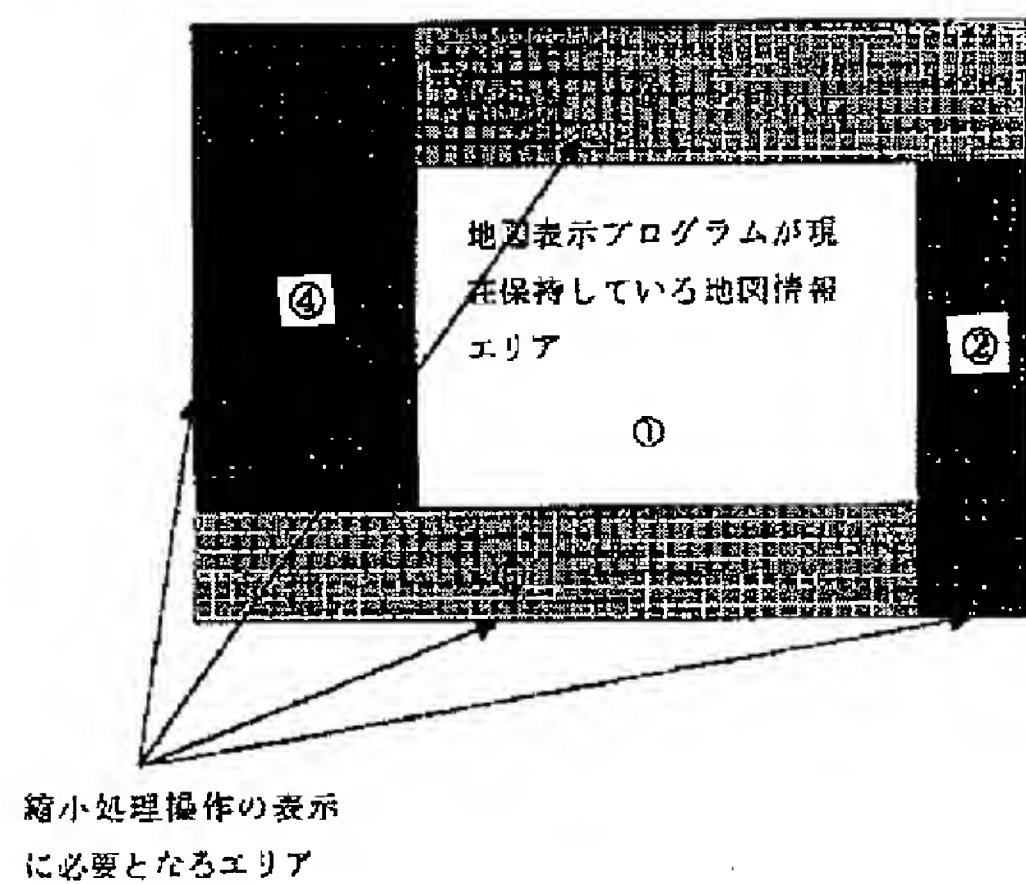 地図表示プログラムが現
在保持している地図情報
エリア
④
②
①
縮小処理操作の表示
に必要となるエリア